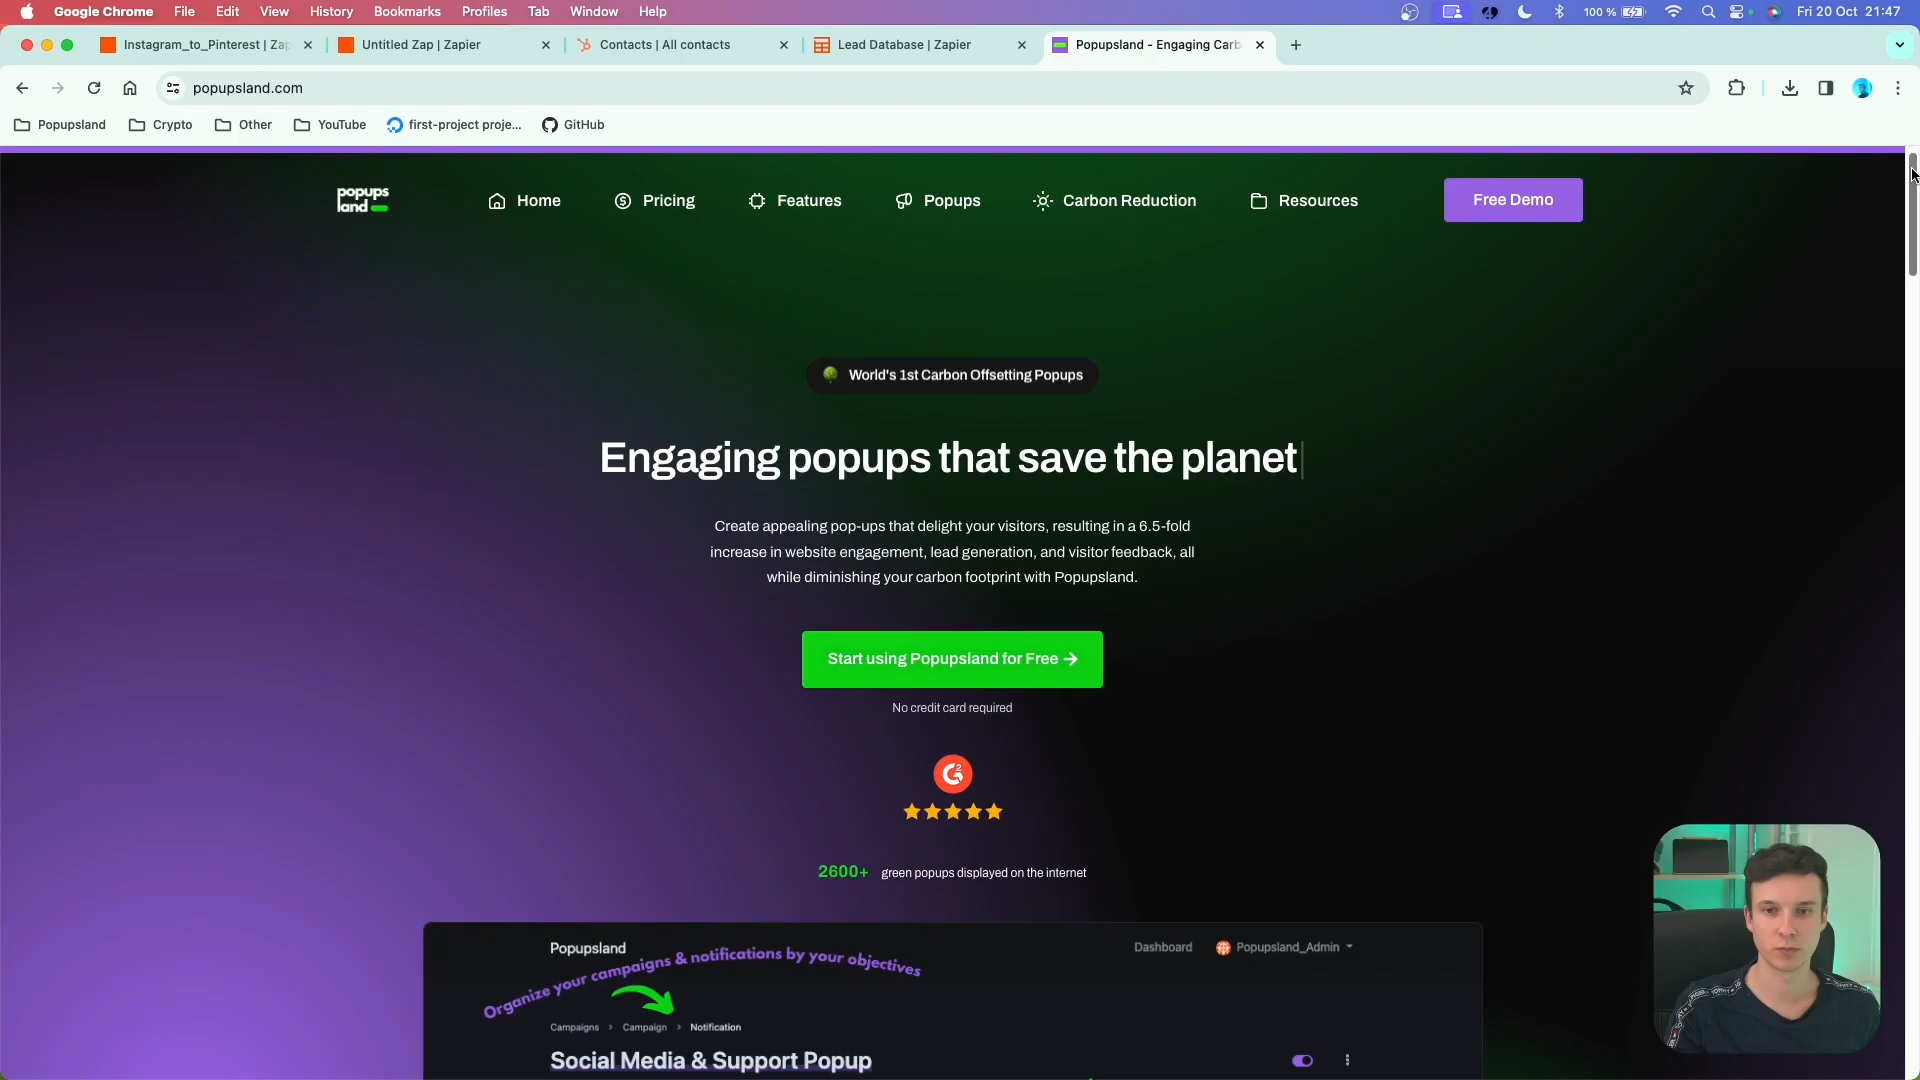 Google Chrome File Edit View History Bookmarks Profiles Tab Window Help 100 % Fri 20 Oct 21:47
Instagram_to_Pinterest | Zap Untitled Zap | Zapier Contacts | All contacts Lead Database | Zapier Popupsland - Engaging Carb
popupsland.com
Popupsland Crypto Other YouTube first-project proje... GitHub
popups
land
Home Pricing Features Popups Carbon Reduction Resources Free Demo
World's 1st Carbon Offsetting Popups
Engaging popups that save the planet
Create appealing pop-ups that delight your visitors, resulting in a 6.5-fold
increase in website engagement, lead generation, and visitor feedback, all
while diminishing your carbon footprint with Popupsland.
Start using Popupsland for Free →
No credit card required
G2
2600+ green popups displayed on the internet
Popupsland Dashboard Popupsland_Admin
Organize your campaigns & notifications by your objectives
Campaigns > Campaign > Notification
Social Media & Support Popup